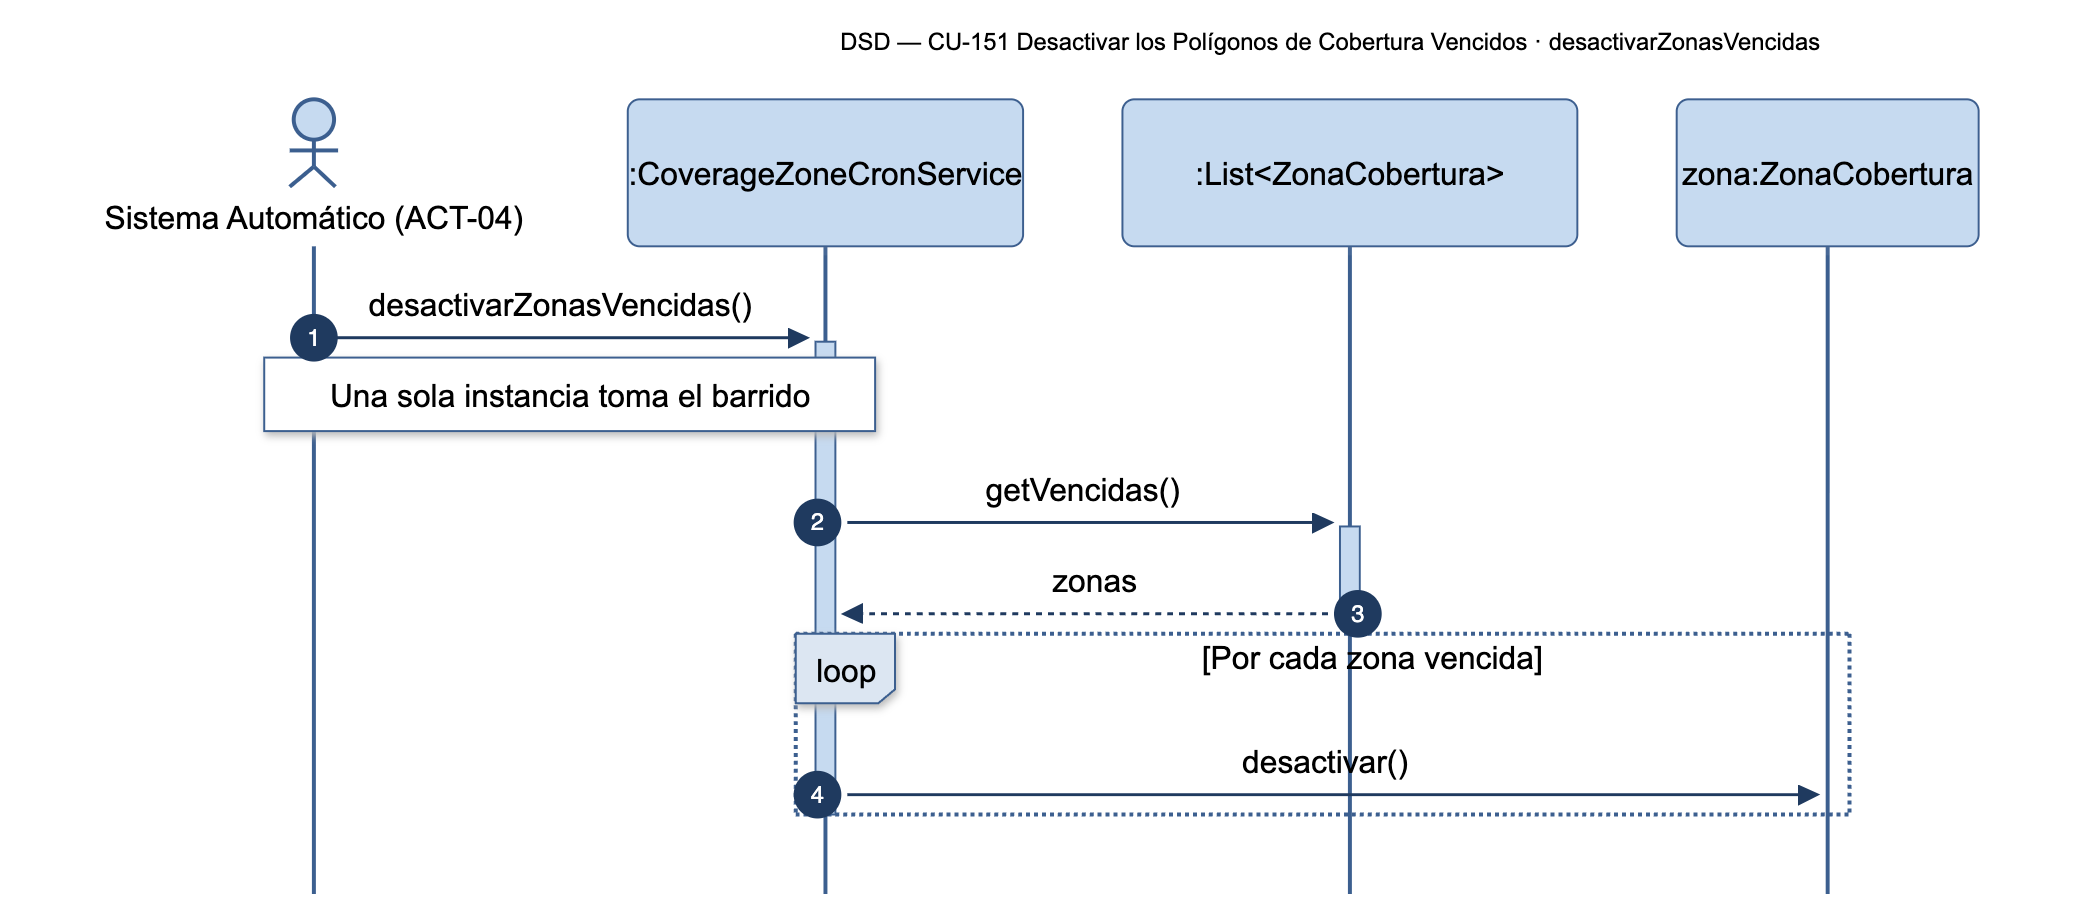 DSD — CU-151 Desactivar los Polígonos de Cobertura Vencidos · desactivarZonasVencidas
Sistema Automático (ACT-04)
:CoverageZoneCronService
:List<ZonaCobertura>
zona:ZonaCobertura
desactivarZonasVencidas()
1
Una sola instancia toma el barrido
getVencidas()
2
zonas
3
loop
[Por cada zona vencida]
desactivar()
4